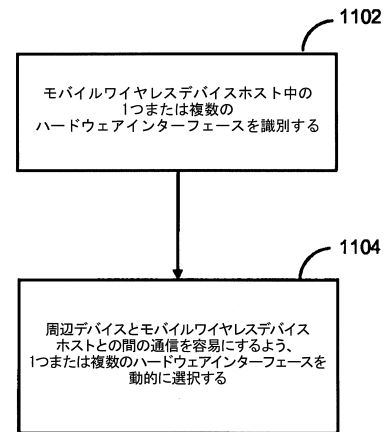 1102
モバイルワイヤレスデバイスホスト中の
1つまたは複数の
ハードウェアインターフェースを識別する
1104
周辺デバイスとモバイルワイヤレスデバイス
ホストとの間の通信を容易にするよう、
1つまたは複数のハードウェアインターフェースを
動的に選択する